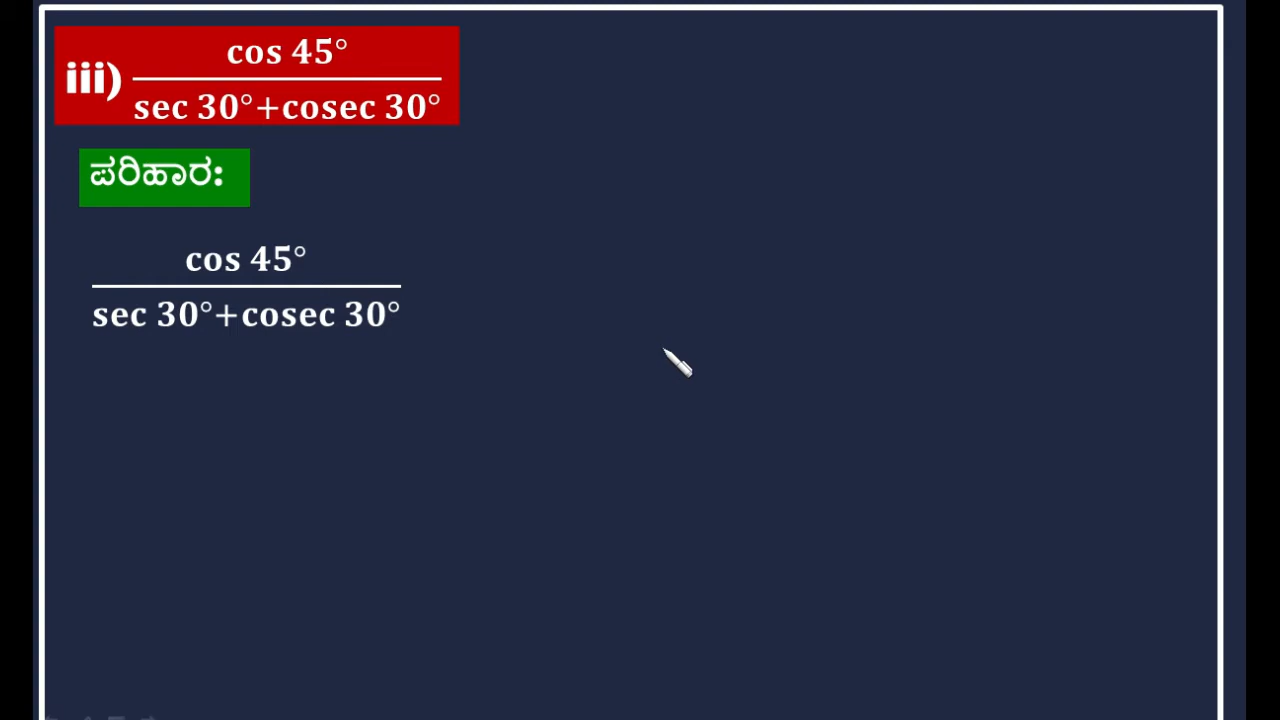 iii) cos 45°
sec 30°+cosec 30°
ಪರಿಹಾರ:
cos 45°
sec 30°+cosec 30°